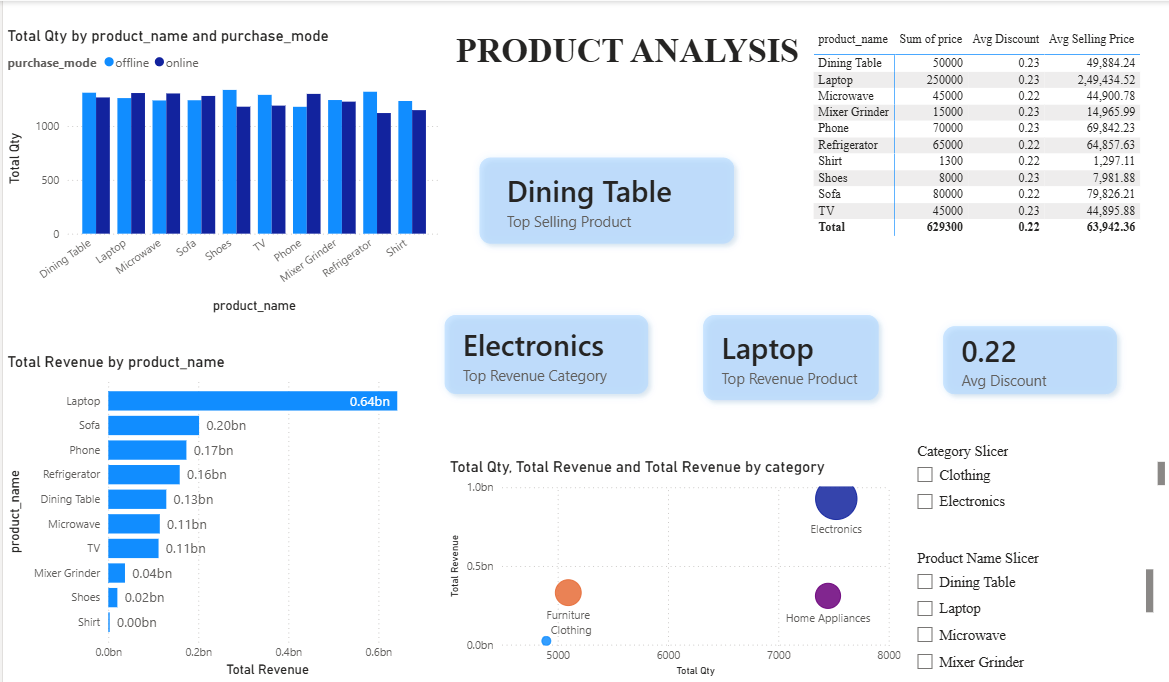 PRODUCT ANALYSIS
Total Qty by product_name and purchase_mode
purchase_mode offline online
Total Qty
1000
500
0
Dining Table
Laptop
Microwave
Sofa
Shoes
TV
Phone
Mixer Grinder
Refrigerator
Shirt
product_name
product_name Sum of price Avg Discount Avg Selling Price
Dining Table 50000 0.23 49,884.24
Laptop 250000 0.23 2,49,434.52
Microwave 45000 0.22 44,900.78
Mixer Grinder 15000 0.23 14,965.99
Phone 70000 0.23 69,842.23
Refrigerator 65000 0.22 64,857.63
Shirt 1300 0.22 1,297.11
Shoes 8000 0.23 7,981.88
Sofa 80000 0.22 79,826.21
TV 45000 0.23 44,895.88
Total 629300 0.22 63,942.36
Dining Table
Top Selling Product
Electronics
Top Revenue Category
Laptop
Top Revenue Product
0.22
Avg Discount
Total Revenue by product_name
product_name
Laptop 0.64bn
Sofa 0.20bn
Phone 0.17bn
Refrigerator 0.16bn
Dining Table 0.13bn
Microwave 0.11bn
TV 0.11bn
Mixer Grinder 0.04bn
Shoes 0.02bn
Shirt 0.00bn
0.0bn 0.2bn 0.4bn 0.6bn
Total Revenue
Total Qty, Total Revenue and Total Revenue by category
Total Revenue
1.0bn
0.5bn
0.0bn
Electronics
Furniture
Clothing
Home Appliances
5000 6000 7000 8000
Total Qty
Category Slicer
Clothing
Electronics
Product Name Slicer
Dining Table
Laptop
Microwave
Mixer Grinder